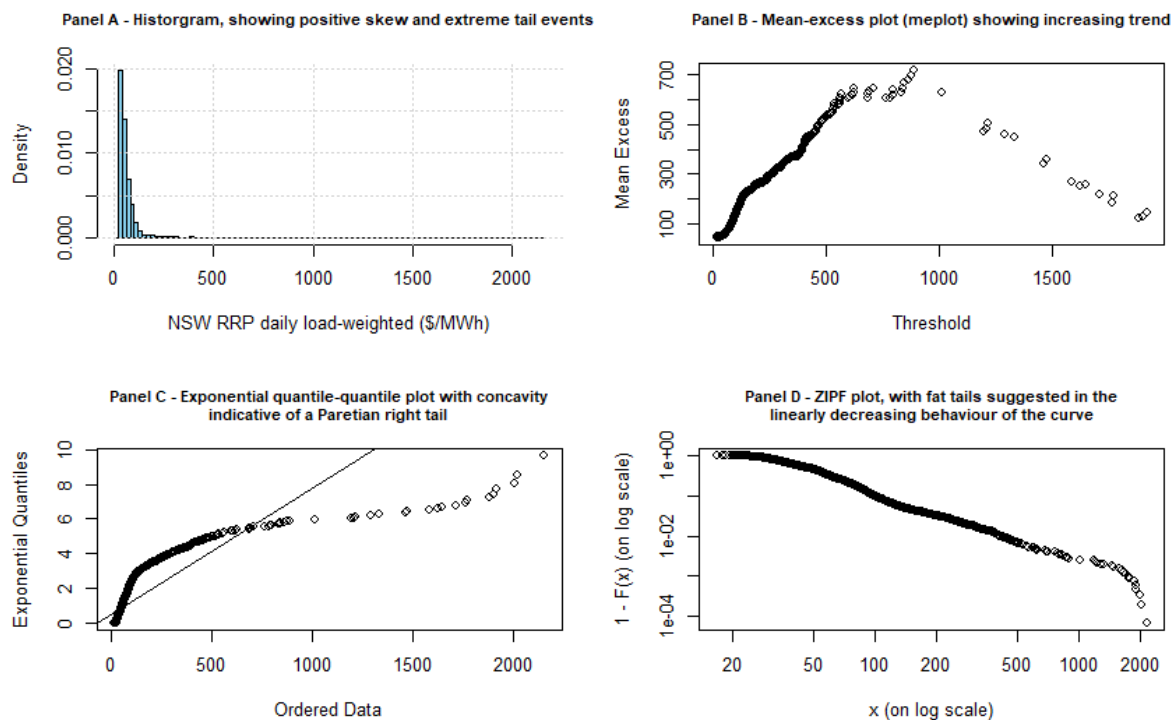 Panel A - Historgram, showing positive skew and extreme tail events
Density
0.000
0.010
0.020
0
500
1000
1500
2000
NSW RRP daily load-weighted ($/MWh)
Panel B - Mean-excess plot (meplot) showing increasing trend
Mean Excess
100
300
500
700
0
500
1000
1500
Threshold
Panel C - Exponential quantile-quantile plot with concavity
indicative of a Paretian right tail
Exponential Quantiles
0
2
4
6
8
10
0
500
1000
1500
2000
Ordered Data
Panel D - ZIPF plot, with fat tails suggested in the
linearly decreasing behaviour of the curve
1 - F(x) (on log scale)
1e-04
1e-02
1e+00
20
50
100
200
500
1000
2000
x (on log scale)